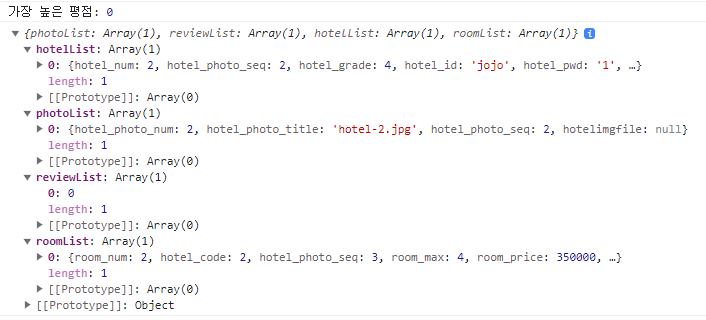 가장 높은 평점: 0
▼ {photoList: Array(1), reviewList: Array(1), hotelList: Array(1), roomList: Array(1)} i
▼ hotelList: Array(1)
▶ 0: {hotel_num: 2, hotel_photo_seq: 2, hotel_grade: 4, hotel_id: 'jojo', hotel_pwd: '1', …}
length: 1
▶ [[Prototype]]: Array(0)
▼ photoList: Array(1)
▶ 0: {hotel_photo_num: 2, hotel_photo_title: 'hotel-2.jpg', hotel_photo_seq: 2, hotelimgfile: null}
length: 1
▶ [[Prototype]]: Array(0)
▼ reviewList: Array(1)
0: 0
length: 1
▶ [[Prototype]]: Array(0)
▼ roomList: Array(1)
▶ 0: {room_num: 2, hotel_code: 2, hotel_photo_seq: 3, room_max: 4, room_price: 350000, …}
length: 1
▶ [[Prototype]]: Array(0)
▶ [[Prototype]]: Object